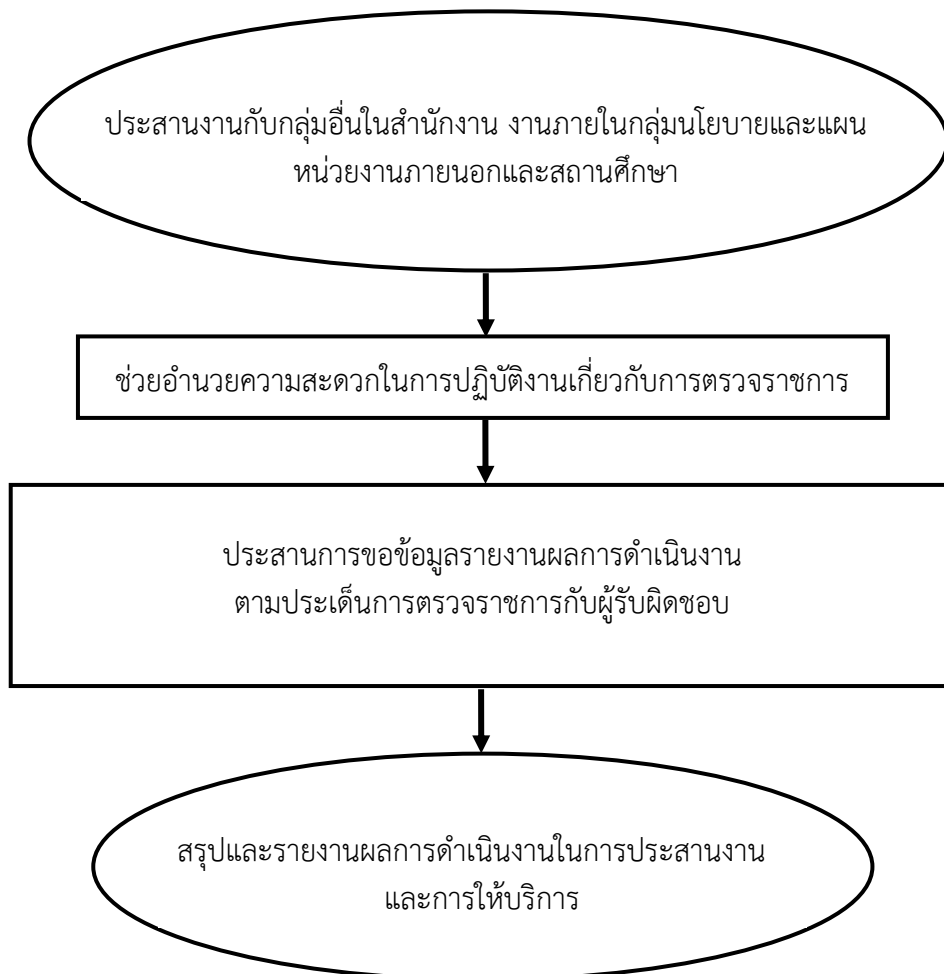 ประสานงานกับกลุ่มอื่นในสำนักงาน งานภายในกลุ่มนโยบายและแผน
หน่วยงานภายนอกและสถานศึกษา
ช่วยอำนวยความสะดวกในการปฏิบัติงานเกี่ยวกับการตรวจราชการ
ประสานการขอข้อมูลรายงานผลการดำเนินงาน
ตามประเด็นการตรวจราชการกับผู้รับผิดชอบ
สรุปและรายงานผลการดำเนินงานในการประสานงาน
และการให้บริการ